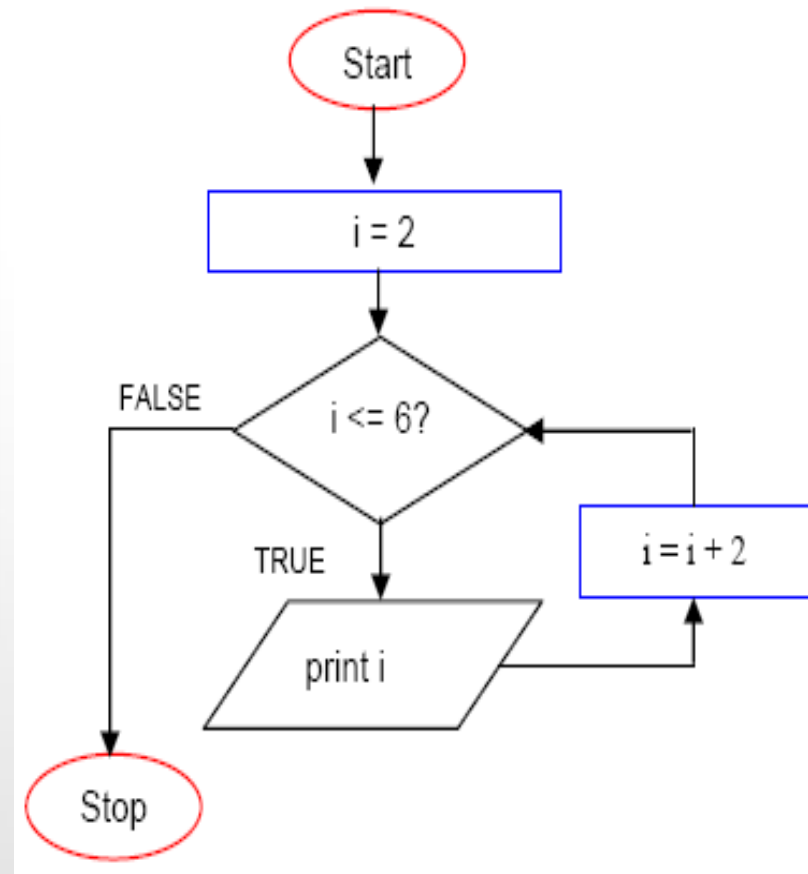 Start
i = 2
i <= 6?
FALSE
TRUE
i = i + 2
print i
Stop